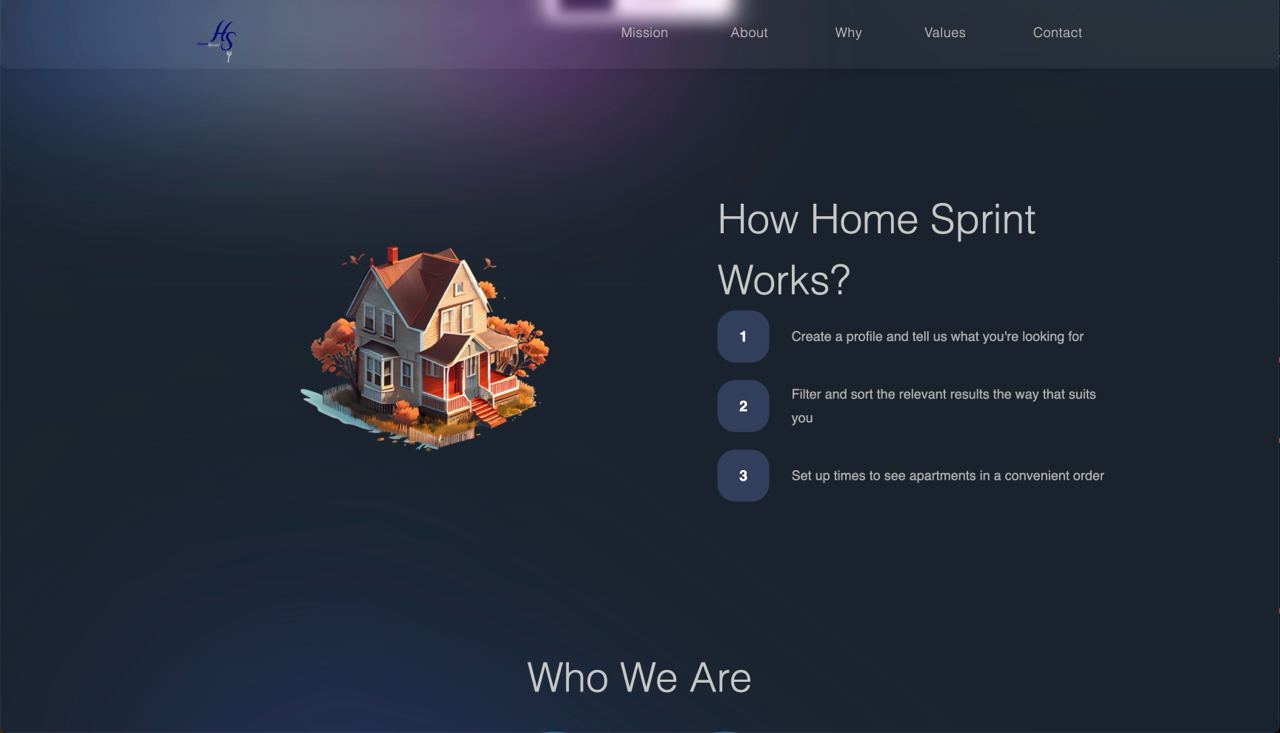 HS
Mission
About
Why
Values
Contact
How Home Sprint
Works?
1
Create a profile and tell us what you're looking for
2
Filter and sort the relevant results the way that suits
you
3
Set up times to see apartments in a convenient order
Who We Are